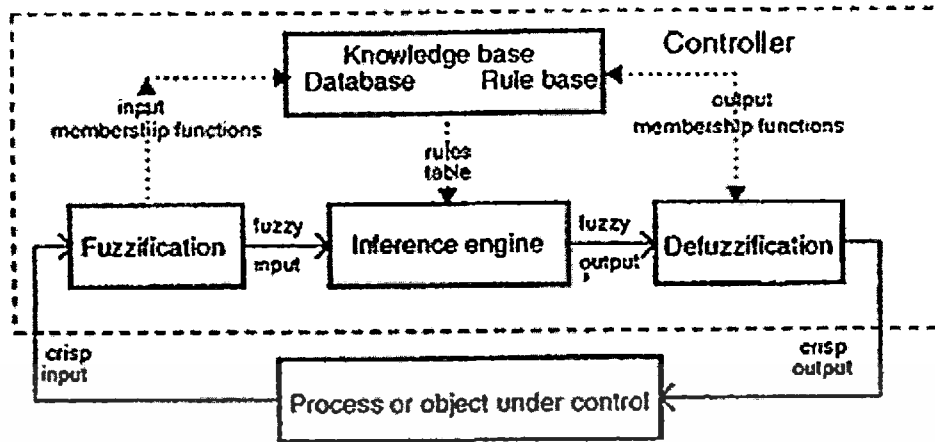 Knowledge base
Database Rule base
Controller
input
membership functions
output
membership functions
rules
table
Fuzzification
fuzzy
input
Inference engine
fuzzy
output
Defuzzification
crisp
input
crisp
output
Process or object under control